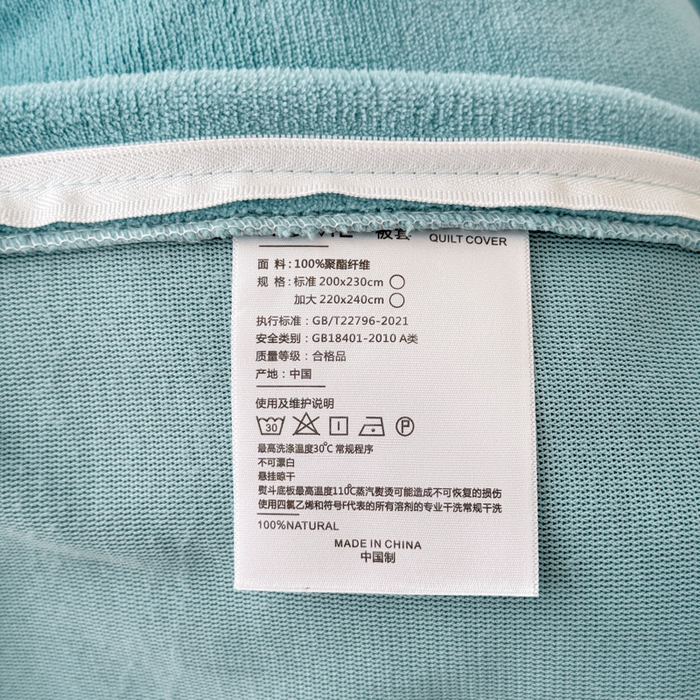 被套 QUILT COVER
面 料：100%聚酯纤维
规 格：标准 200x230cm
加大 220x240cm
执行标准：GB/T22796-2021
安全类别：GB18401-2010 A类
质量等级：合格品
产地：中国
使用及维护说明
30 P
最高洗涤温度30℃ 常规程序
不可漂白
悬挂晾干
熨斗底板最高温度110℃蒸汽熨烫可能造成不可恢复的损伤
使用四氯乙烯和符号F代表的所有溶剂的专业干洗常规干洗
100%NATURAL
MADE IN CHINA
中国制